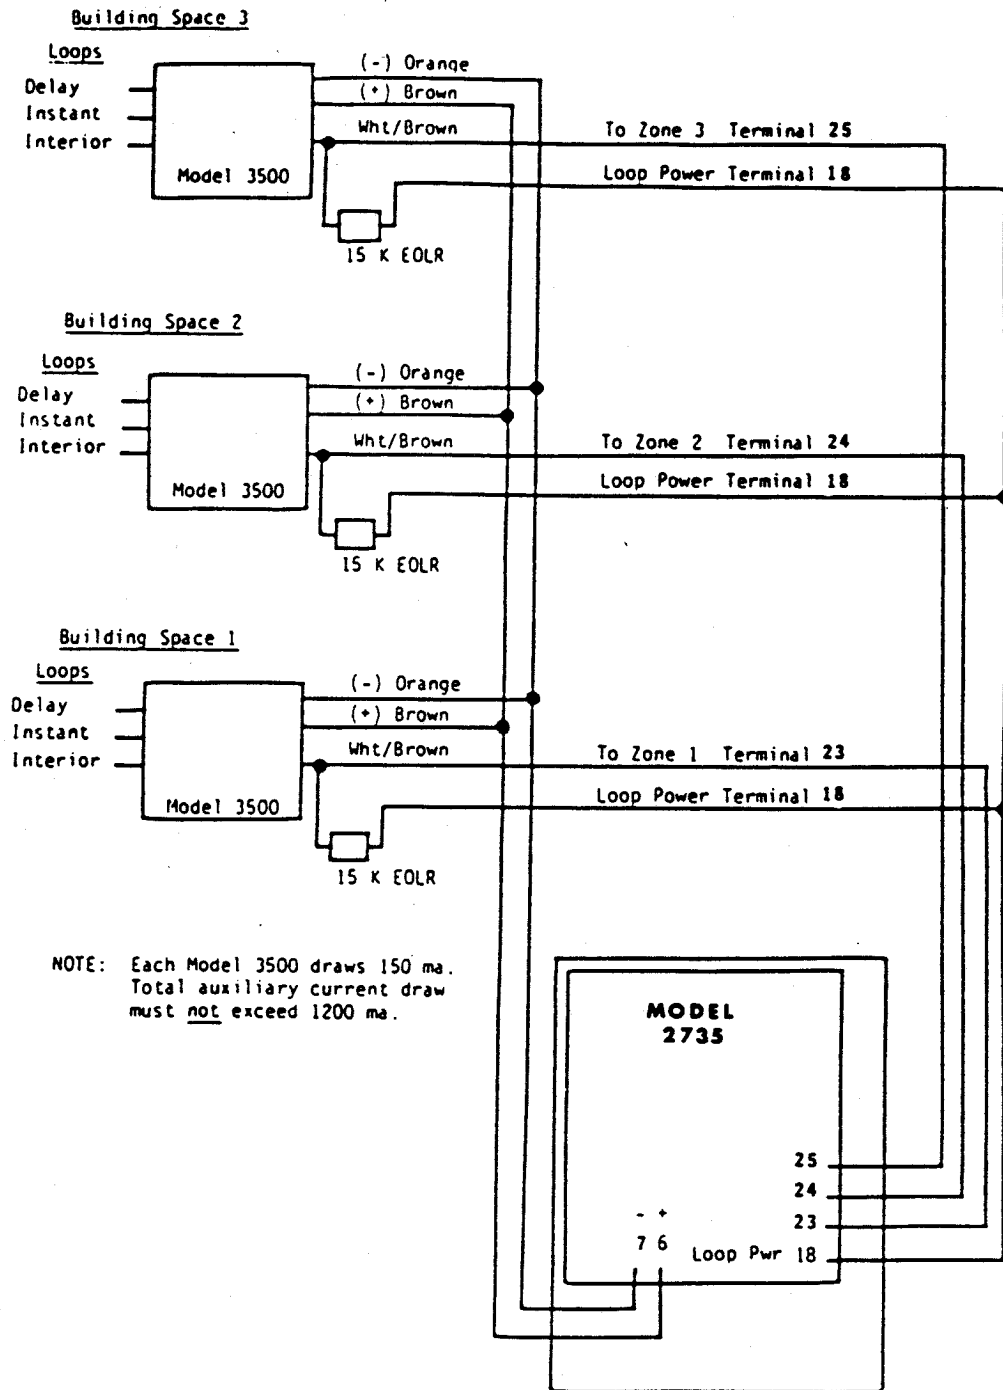 Building Space 3
Loops
Delay
Instant
Interior
Model 3500
(-) Orange
(+) Brown
Wht/Brown
To Zone 3 Terminal 25
Loop Power Terminal 18
15 K EOLR
Building Space 2
Loops
Delay
Instant
Interior
Model 3500
(-) Orange
(+) Brown
Wht/Brown
To Zone 2 Terminal 24
Loop Power Terminal 18
15 K EOLR
Building Space 1
Loops
Delay
Instant
Interior
Model 3500
(-) Orange
(+) Brown
Wht/Brown
To Zone 1 Terminal 23
Loop Power Terminal 18
15 K EOLR
NOTE: Each Model 3500 draws 150 ma.
Total auxiliary current draw
must not exceed 1200 ma.
MODEL
2735
25
24
23
Loop Pwr 18
- +
7 6